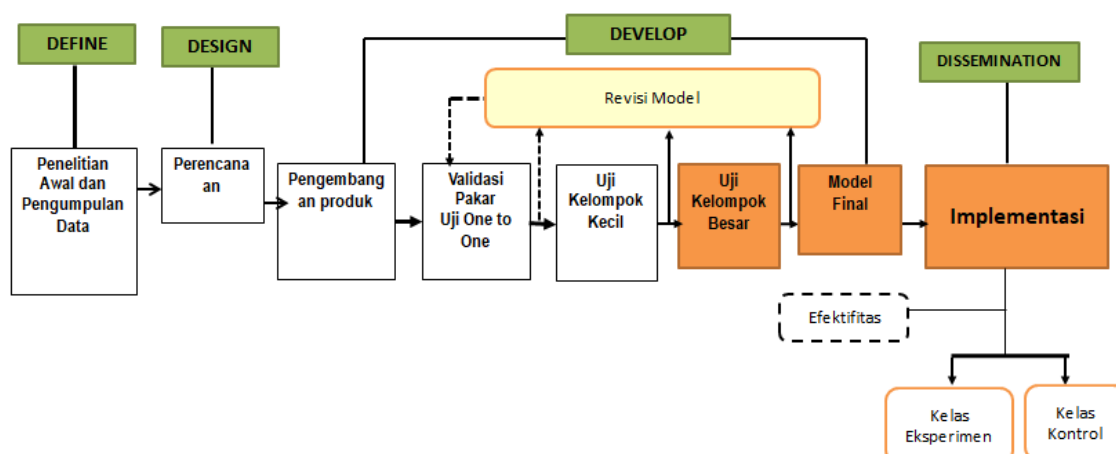 DEFINE
DESIGN
DEVELOP
DISSEMINATION
Revisi Model
Penelitian
Awal dan
Pengumpulan
Data
Perencana
an
Pengembang
an produk
Validasi
Pakar
Uji One to
One
Uji
Kelompok
Kecil
Uji
Kelompok
Besar
Model
Final
Implementasi
Efektifitas
Kelas
Eksperimen
Kelas
Kontrol